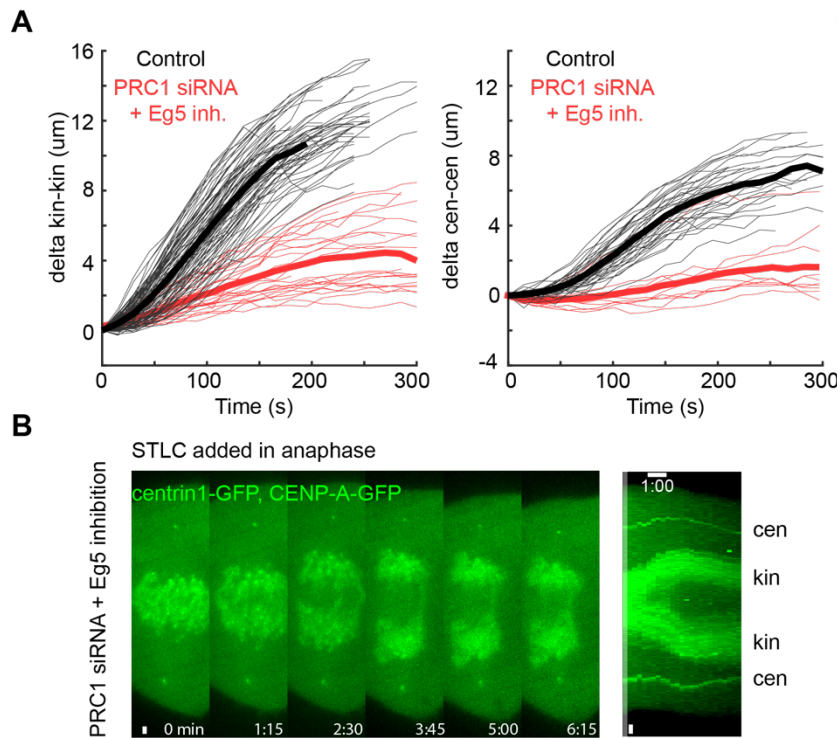 A
Control
PRC1 siRNA
+ Eg5 inh.
delta kin-kin (um)
16
12
8
4
0
0 100 200 300
Time (s)
Control
PRC1 siRNA
+ Eg5 inh.
delta cen-cen (um)
12
8
4
0
-4
0 100 200 300
Time (s)
B
STLC added in anaphase
PRC1 siRNA + Eg5 inhibition
centrin1-GFP, CENP-A-GFP
0 min 1:15 2:30 3:45 5:00 6:15
1:00
cen
kin
kin
cen